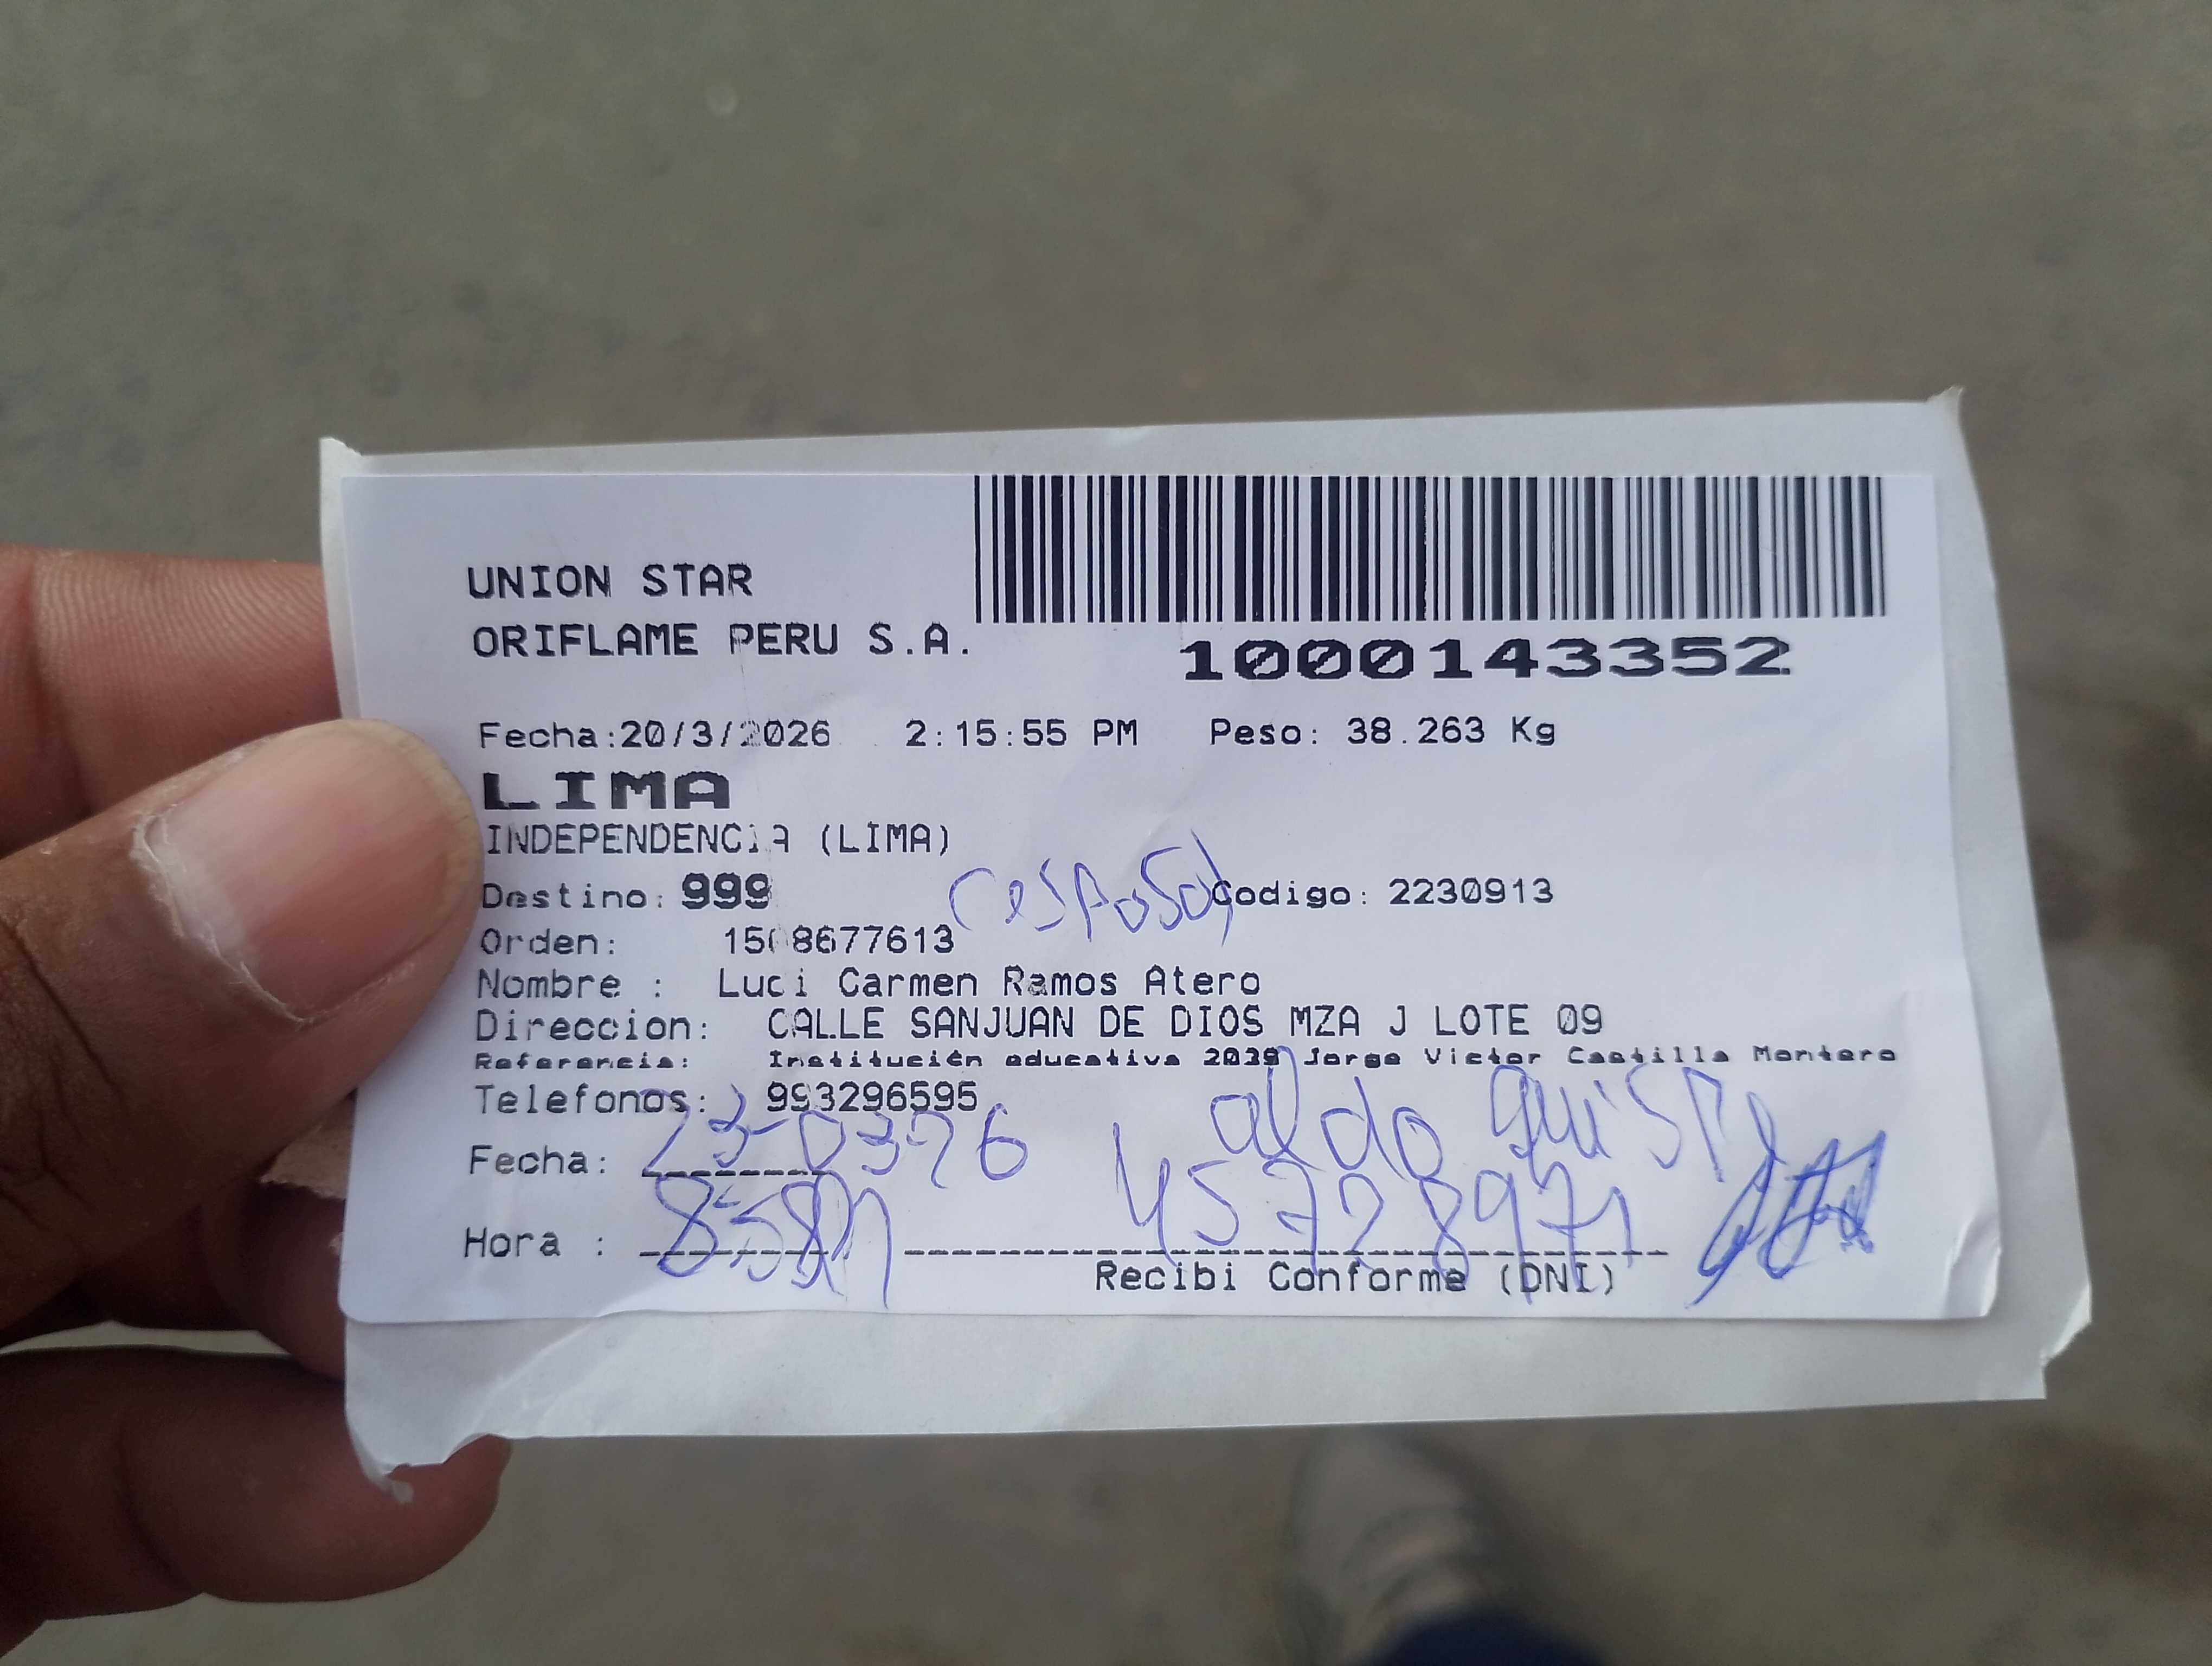 UNION STAR
ORIFLAME PERU S.A.
1000143352
Fecha:20/3/2026 2:15:55 PM Peso: 38.263 Kg
LIMA
INDEPENDENCIA (LIMA)
Destino: 999 (esposo) Codigo: 2230913
Orden: 1508677613
Nombre : Luci Carmen Ramos Atero
Direccion: CALLE SANJUAN DE DIOS MZA J LOTE 09
Referencia: Institución educativa 2039 Jorge Victor Castilla Montero
Telefonos: 993296595
aldo quispe
Fecha: 23-03-26
45728971
Hora :
Recibi Conforme (DNI)